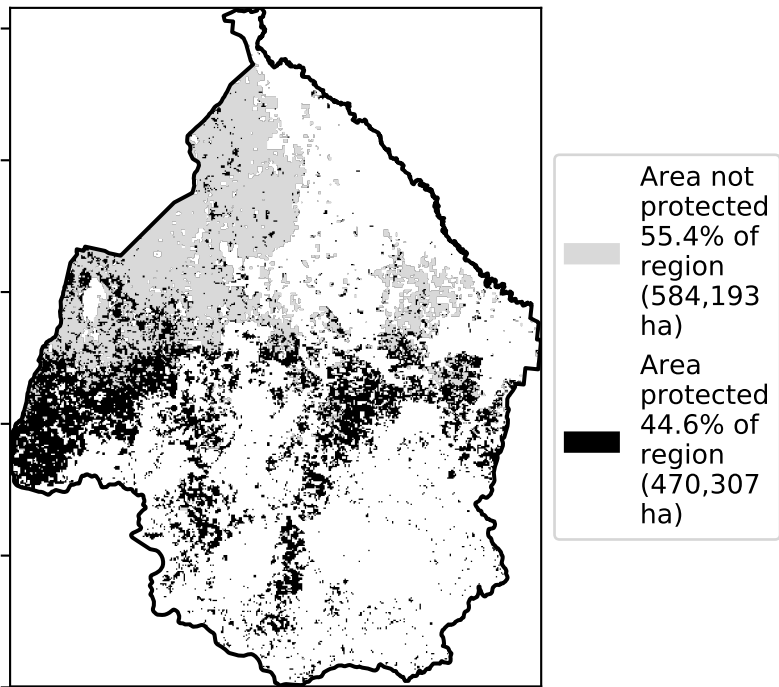 Area not
protected
55.4% of
region
(584,193
ha)
Area
protected
44.6% of
region
(470,307
ha)